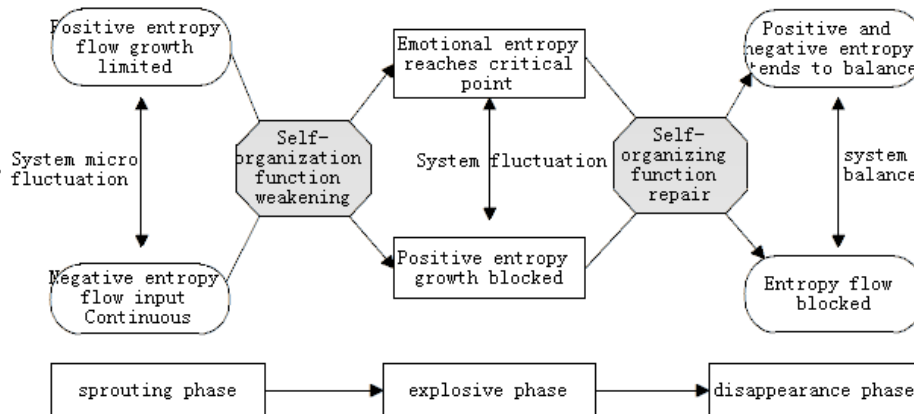 Positive entropy
flow growth
limited
System micro
fluctuation
Negative entropy
flow input
Continuous
Self-
organization
function
weakening
Emotional entropy
reaches critical
point
System fluctuation
Positive entropy
growth blocked
Self-
organizing
function
repair
Positive and
negative entropy
tends to balance
system
balance
Entropy flow
blocked
sprouting phase
explosive phase
disappearance phase